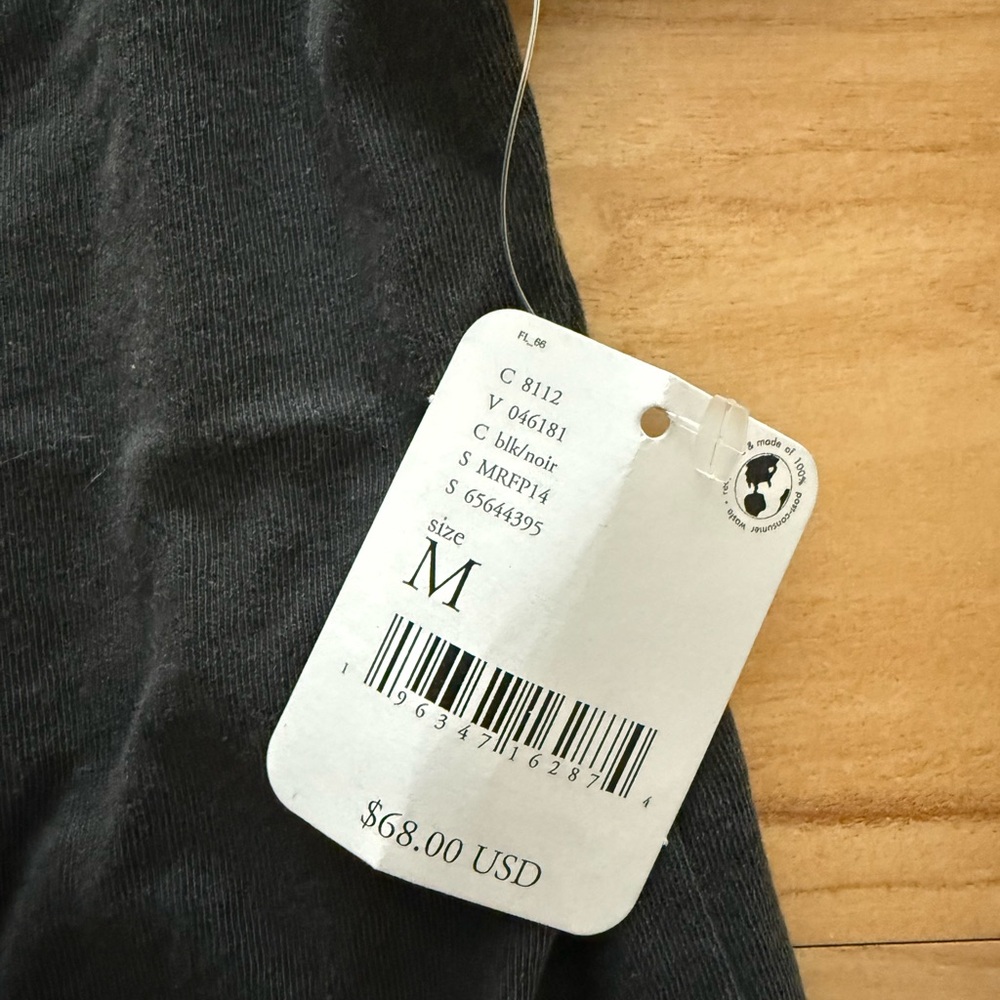 FL_66
C 8112
V 046181
C blk/noir
S MRFP14
S 65644395
size
M
& made of 100% post-consumer waste •
1 96347 16287 4
$68.00 USD